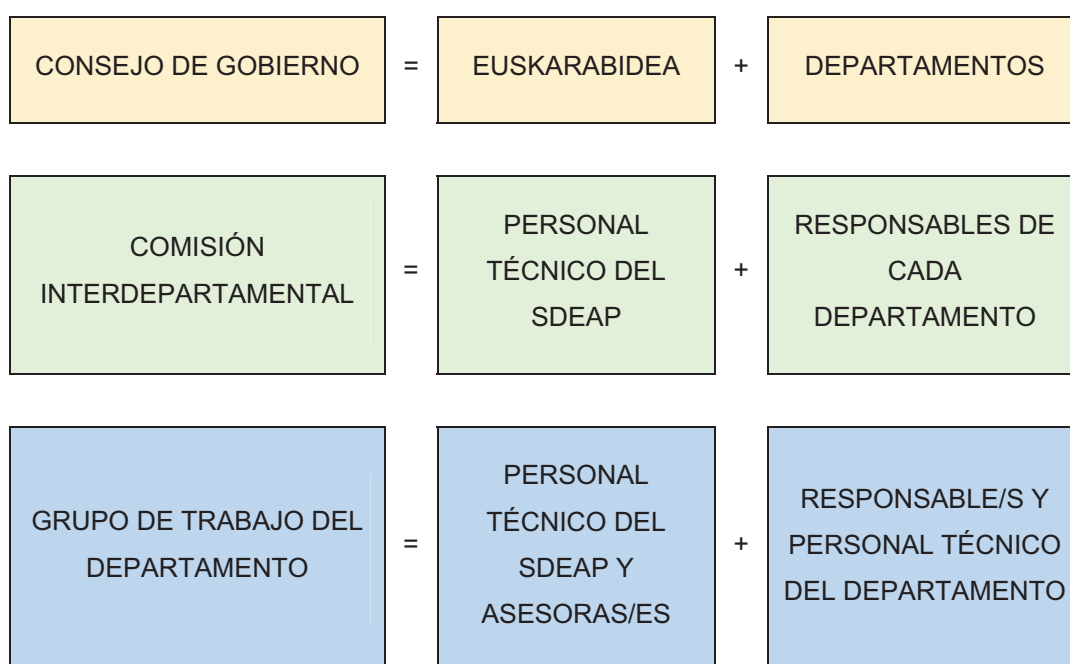 CONSEJO DE GOBIERNO = EUSKARABIDEA + DEPARTAMENTOS
COMISIÓN
INTERDEPARTAMENTAL
=
PERSONAL
TÉCNICO DEL
SDEAP
+
RESPONSABLES DE
CADA
DEPARTAMENTO
GRUPO DE TRABAJO DEL
DEPARTAMENTO
=
PERSONAL
TÉCNICO DEL
SDEAP Y
ASESORAS/ES
+
RESPONSABLE/S Y
PERSONAL TÉCNICO
DEL DEPARTAMENTO